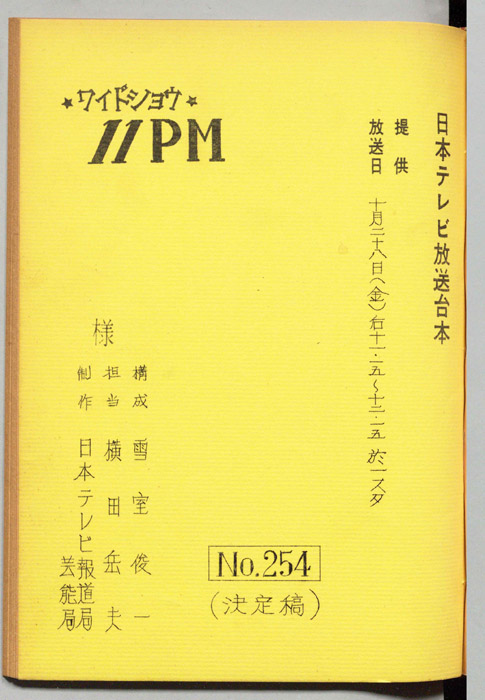 日本テレビ放送台本
提供
放送日 十月二十八日(金)右十一・一五〜十二・一五 於一スタ
★ワイドショウ★
11PM
No.254
(決定稿)
構成 雪室俊一
担当 横田岳夫
制作 日本テレビ報道局
芸能局
様